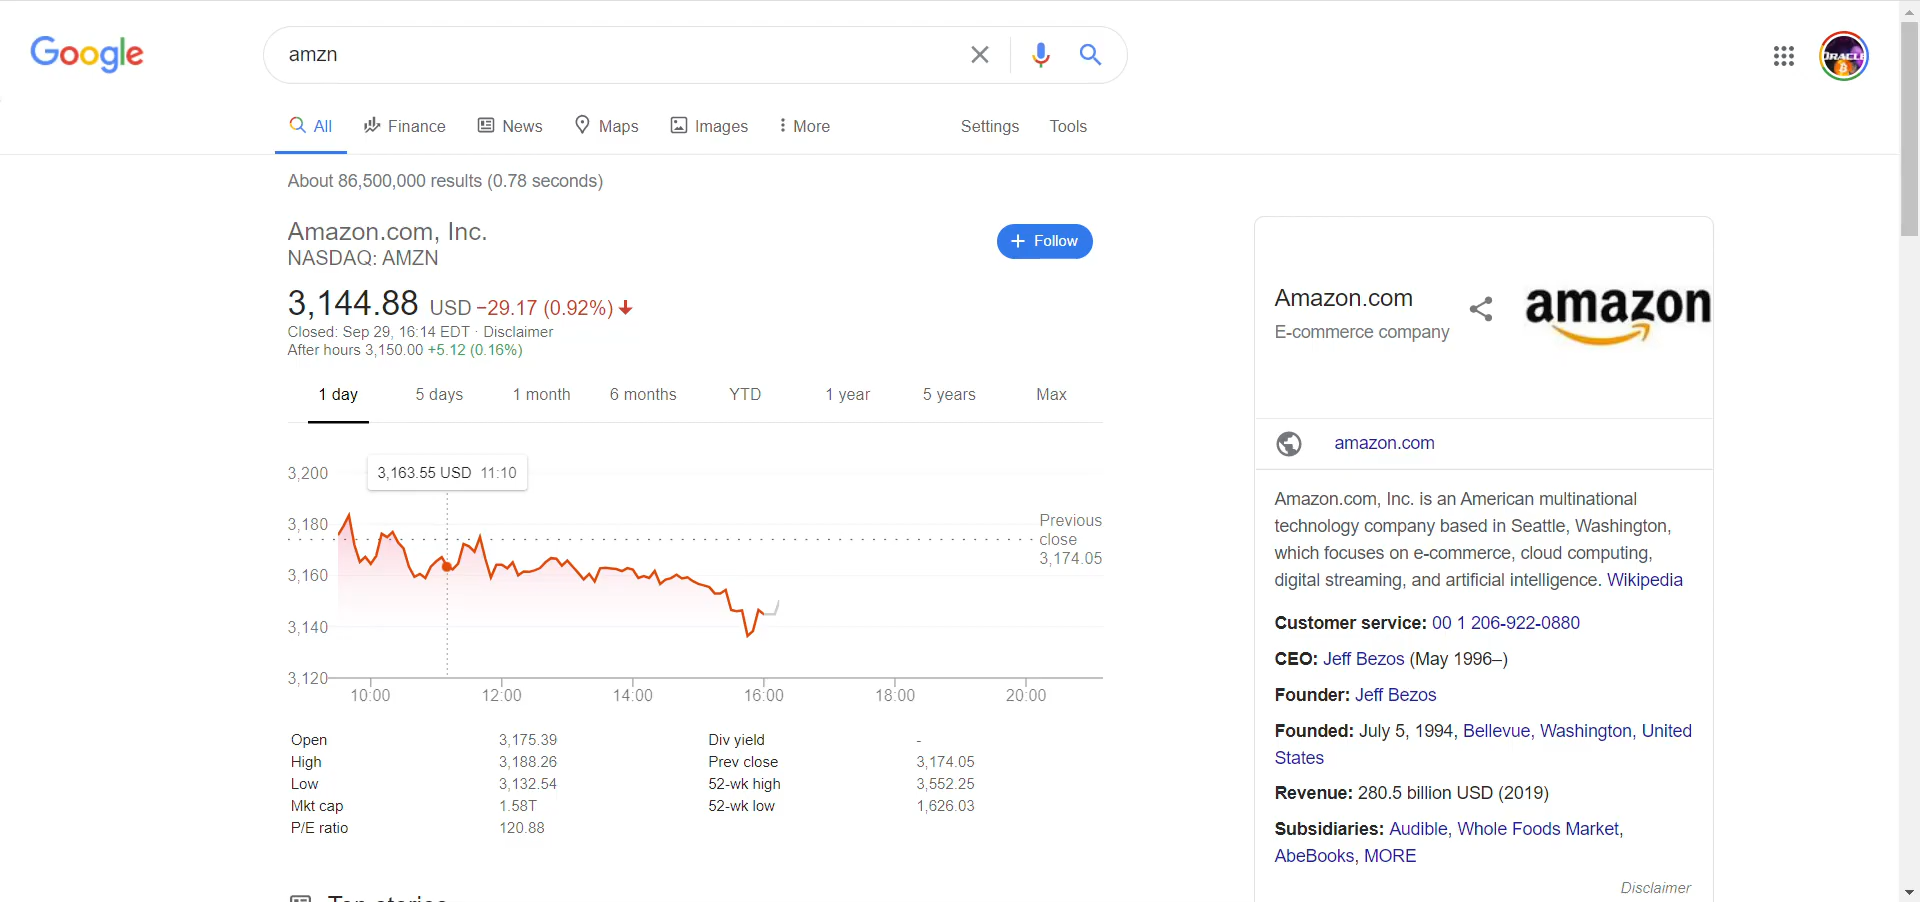 Google
amzn
All
Finance
News
Maps
Images
More
Settings
Tools
About 86,500,000 results (0.78 seconds)
Amazon.com, Inc.
NASDAQ: AMZN
Follow
3,144.88 USD −29.17 (0.92%)
Closed: Sep 29, 16:14 EDT · Disclaimer
After hours 3,150.00 +5.12 (0.16%)
1 day
5 days
1 month
6 months
YTD
1 year
5 years
Max
3,163.55 USD 11:10
3,200
3,180
3,160
3,140
3,120
Previous
close
3,174.05
10:00
12:00
14:00
16:00
18:00
20:00
Open 3,175.39
High 3,188.26
Low 3,132.54
Mkt cap 1.58T
P/E ratio 120.88
Div yield -
Prev close 3,174.05
52-wk high 3,552.25
52-wk low 1,626.03
Top stories
ORACLE
Amazon.com
E-commerce company
amazon
amazon.com
Amazon.com, Inc. is an American multinational
technology company based in Seattle, Washington,
which focuses on e-commerce, cloud computing,
digital streaming, and artificial intelligence. Wikipedia
Customer service: 00 1 206-922-0880
CEO: Jeff Bezos (May 1996–)
Founder: Jeff Bezos
Founded: July 5, 1994, Bellevue, Washington, United
States
Revenue: 280.5 billion USD (2019)
Subsidiaries: Audible, Whole Foods Market,
AbeBooks, MORE
Disclaimer